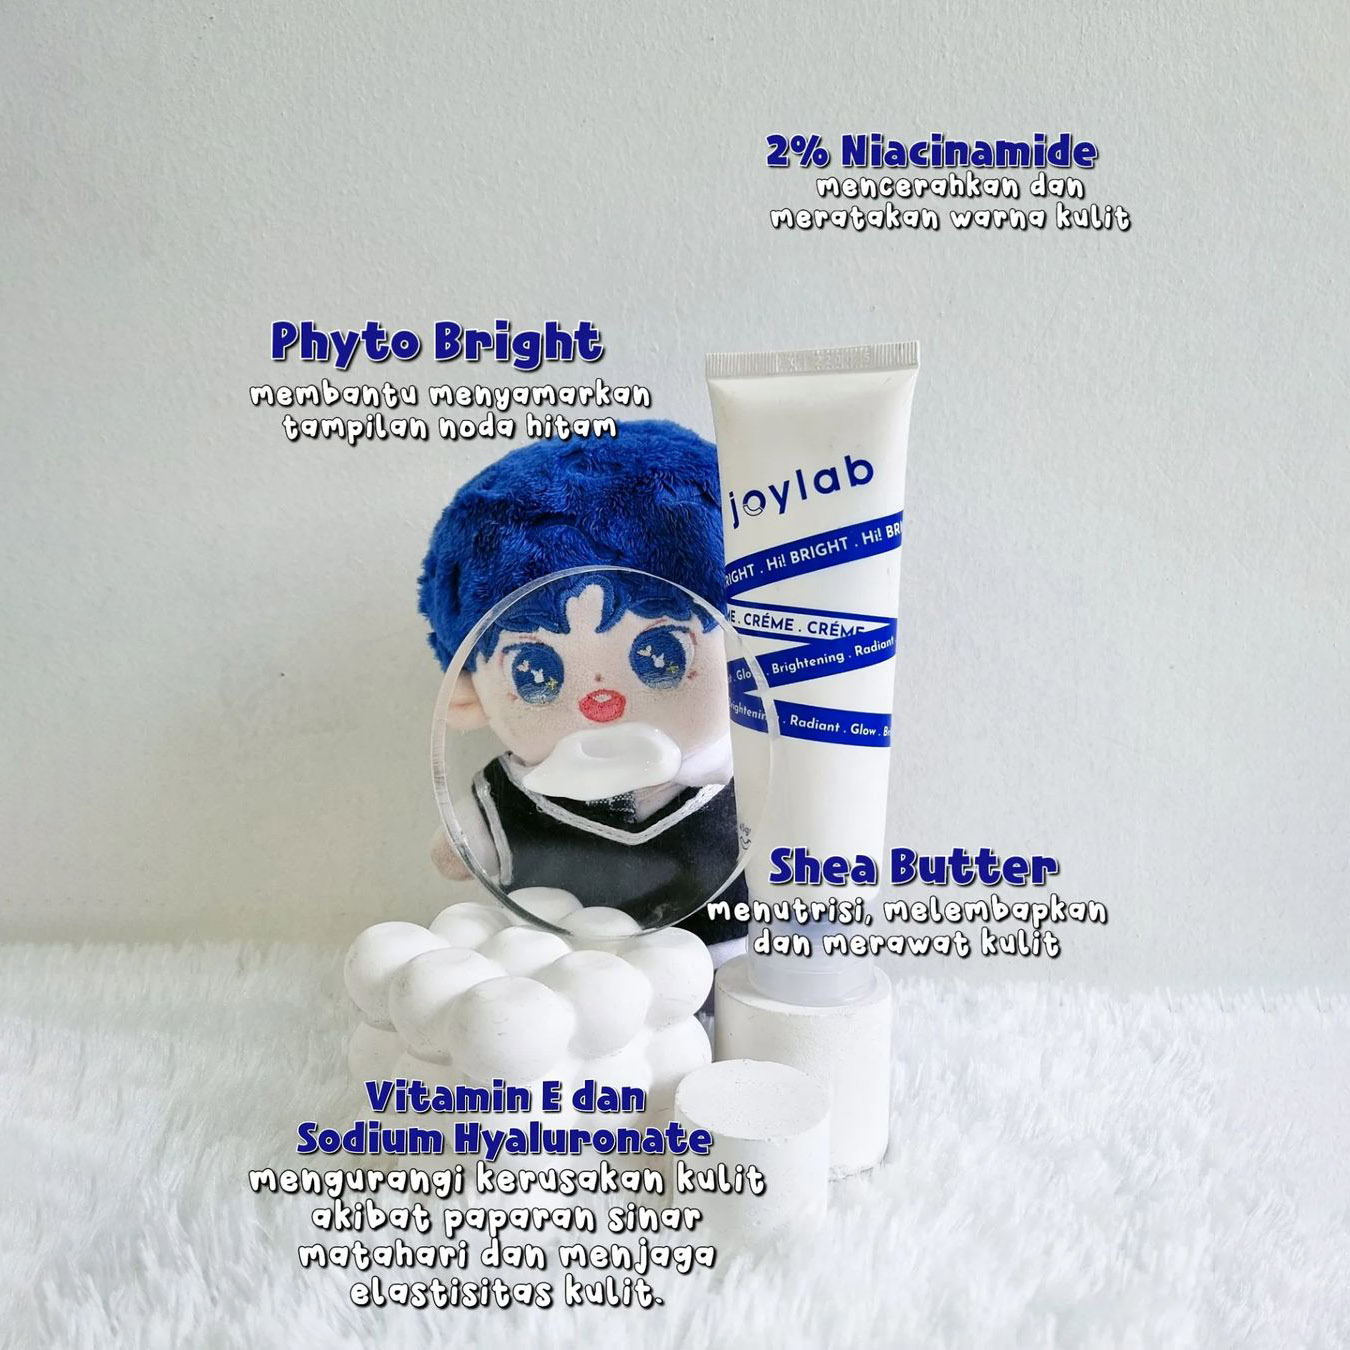 2% Niacinamide
mencerahkan dan
meratakan warna kulit
Phyto Bright
membantu menyamarkan
tampilan noda hitam
joylab
RIGHT . Hi! BRIGHT . Hi! BRI
CRÉME . CRÉME
Glo . Brightening . Radiant
. Radiant . Glow . Br
Shea Butter
menutrisi, melembapkan
dan merawat kulit
Vitamin E dan
Sodium Hyaluronate
mengurangi kerusakan kulit
akibat paparan sinar
matahari dan menjaga
elastisitas kulit.